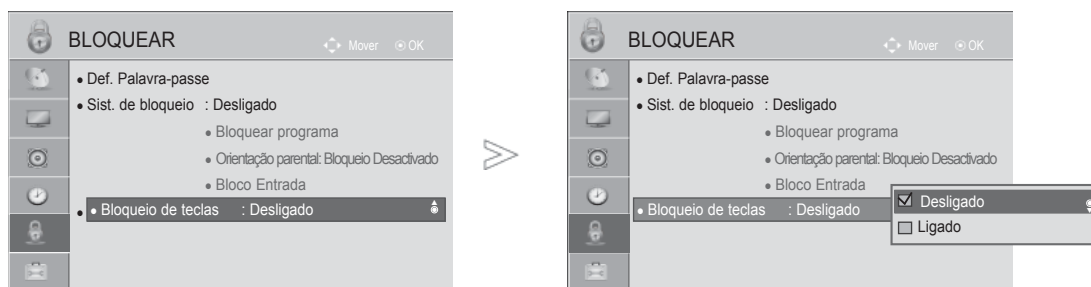 BLOQUEAR
Mover OK
• Def. Palavra-passe
• Sist. de bloqueio : Desligado
• Bloquear programa
• Orientação parental: Bloqueio Desactivado
• Bloco Entrada
• • Bloqueio de teclas : Desligado
BLOQUEAR
Mover OK
• Def. Palavra-passe
• Sist. de bloqueio : Desligado
• Bloquear programa
• Orientação parental: Bloqueio Desactivado
• Bloco Entrada
• Bloqueio de teclas : Desligado
Desligado
Ligado